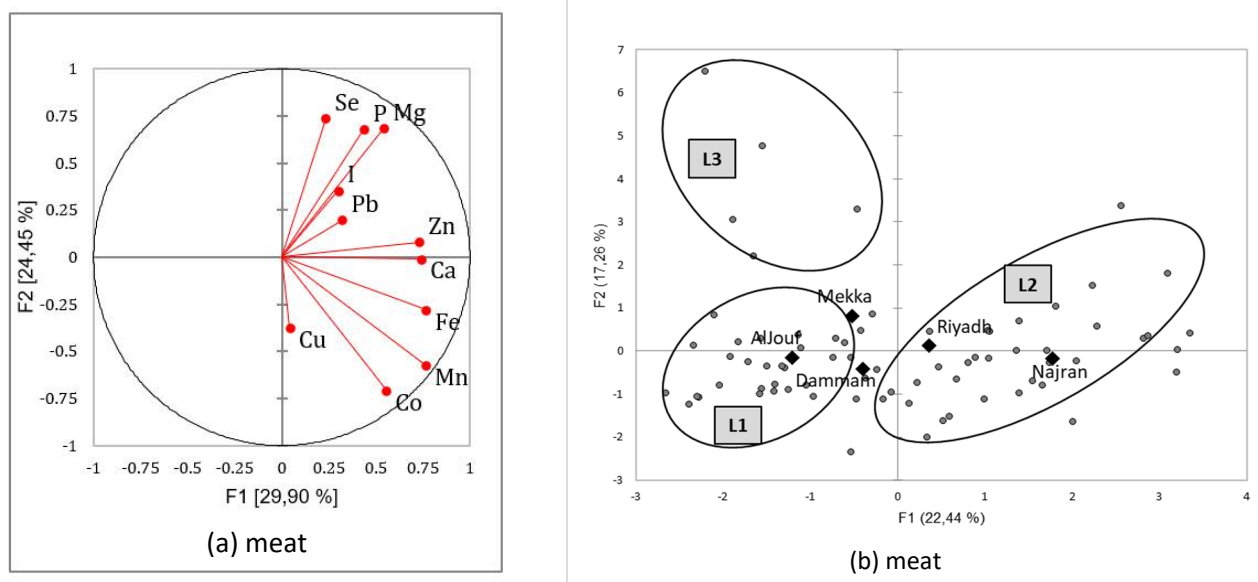 1
0.75
0.5
0.25
0
-0.25
-0.5
-0.75
-1
F2 [24,45 %]
Se
P Mg
I
Pb
Zn
Ca
Fe
Cu
Mn
Co
-1 -0.75 -0.5 -0.25 0 0.25 0.5 0.75 1
F1 [29,90 %]
(a) meat
7
6
5
4
3
2
1
0
-1
-2
-3
F2 (17,26 %)
L3
L2
Mekka
AlJouf
Riyadh
Dammam
Najran
L1
-3 -2 -1 0 1 2 3 4
F1 (22,44 %)
(b) meat